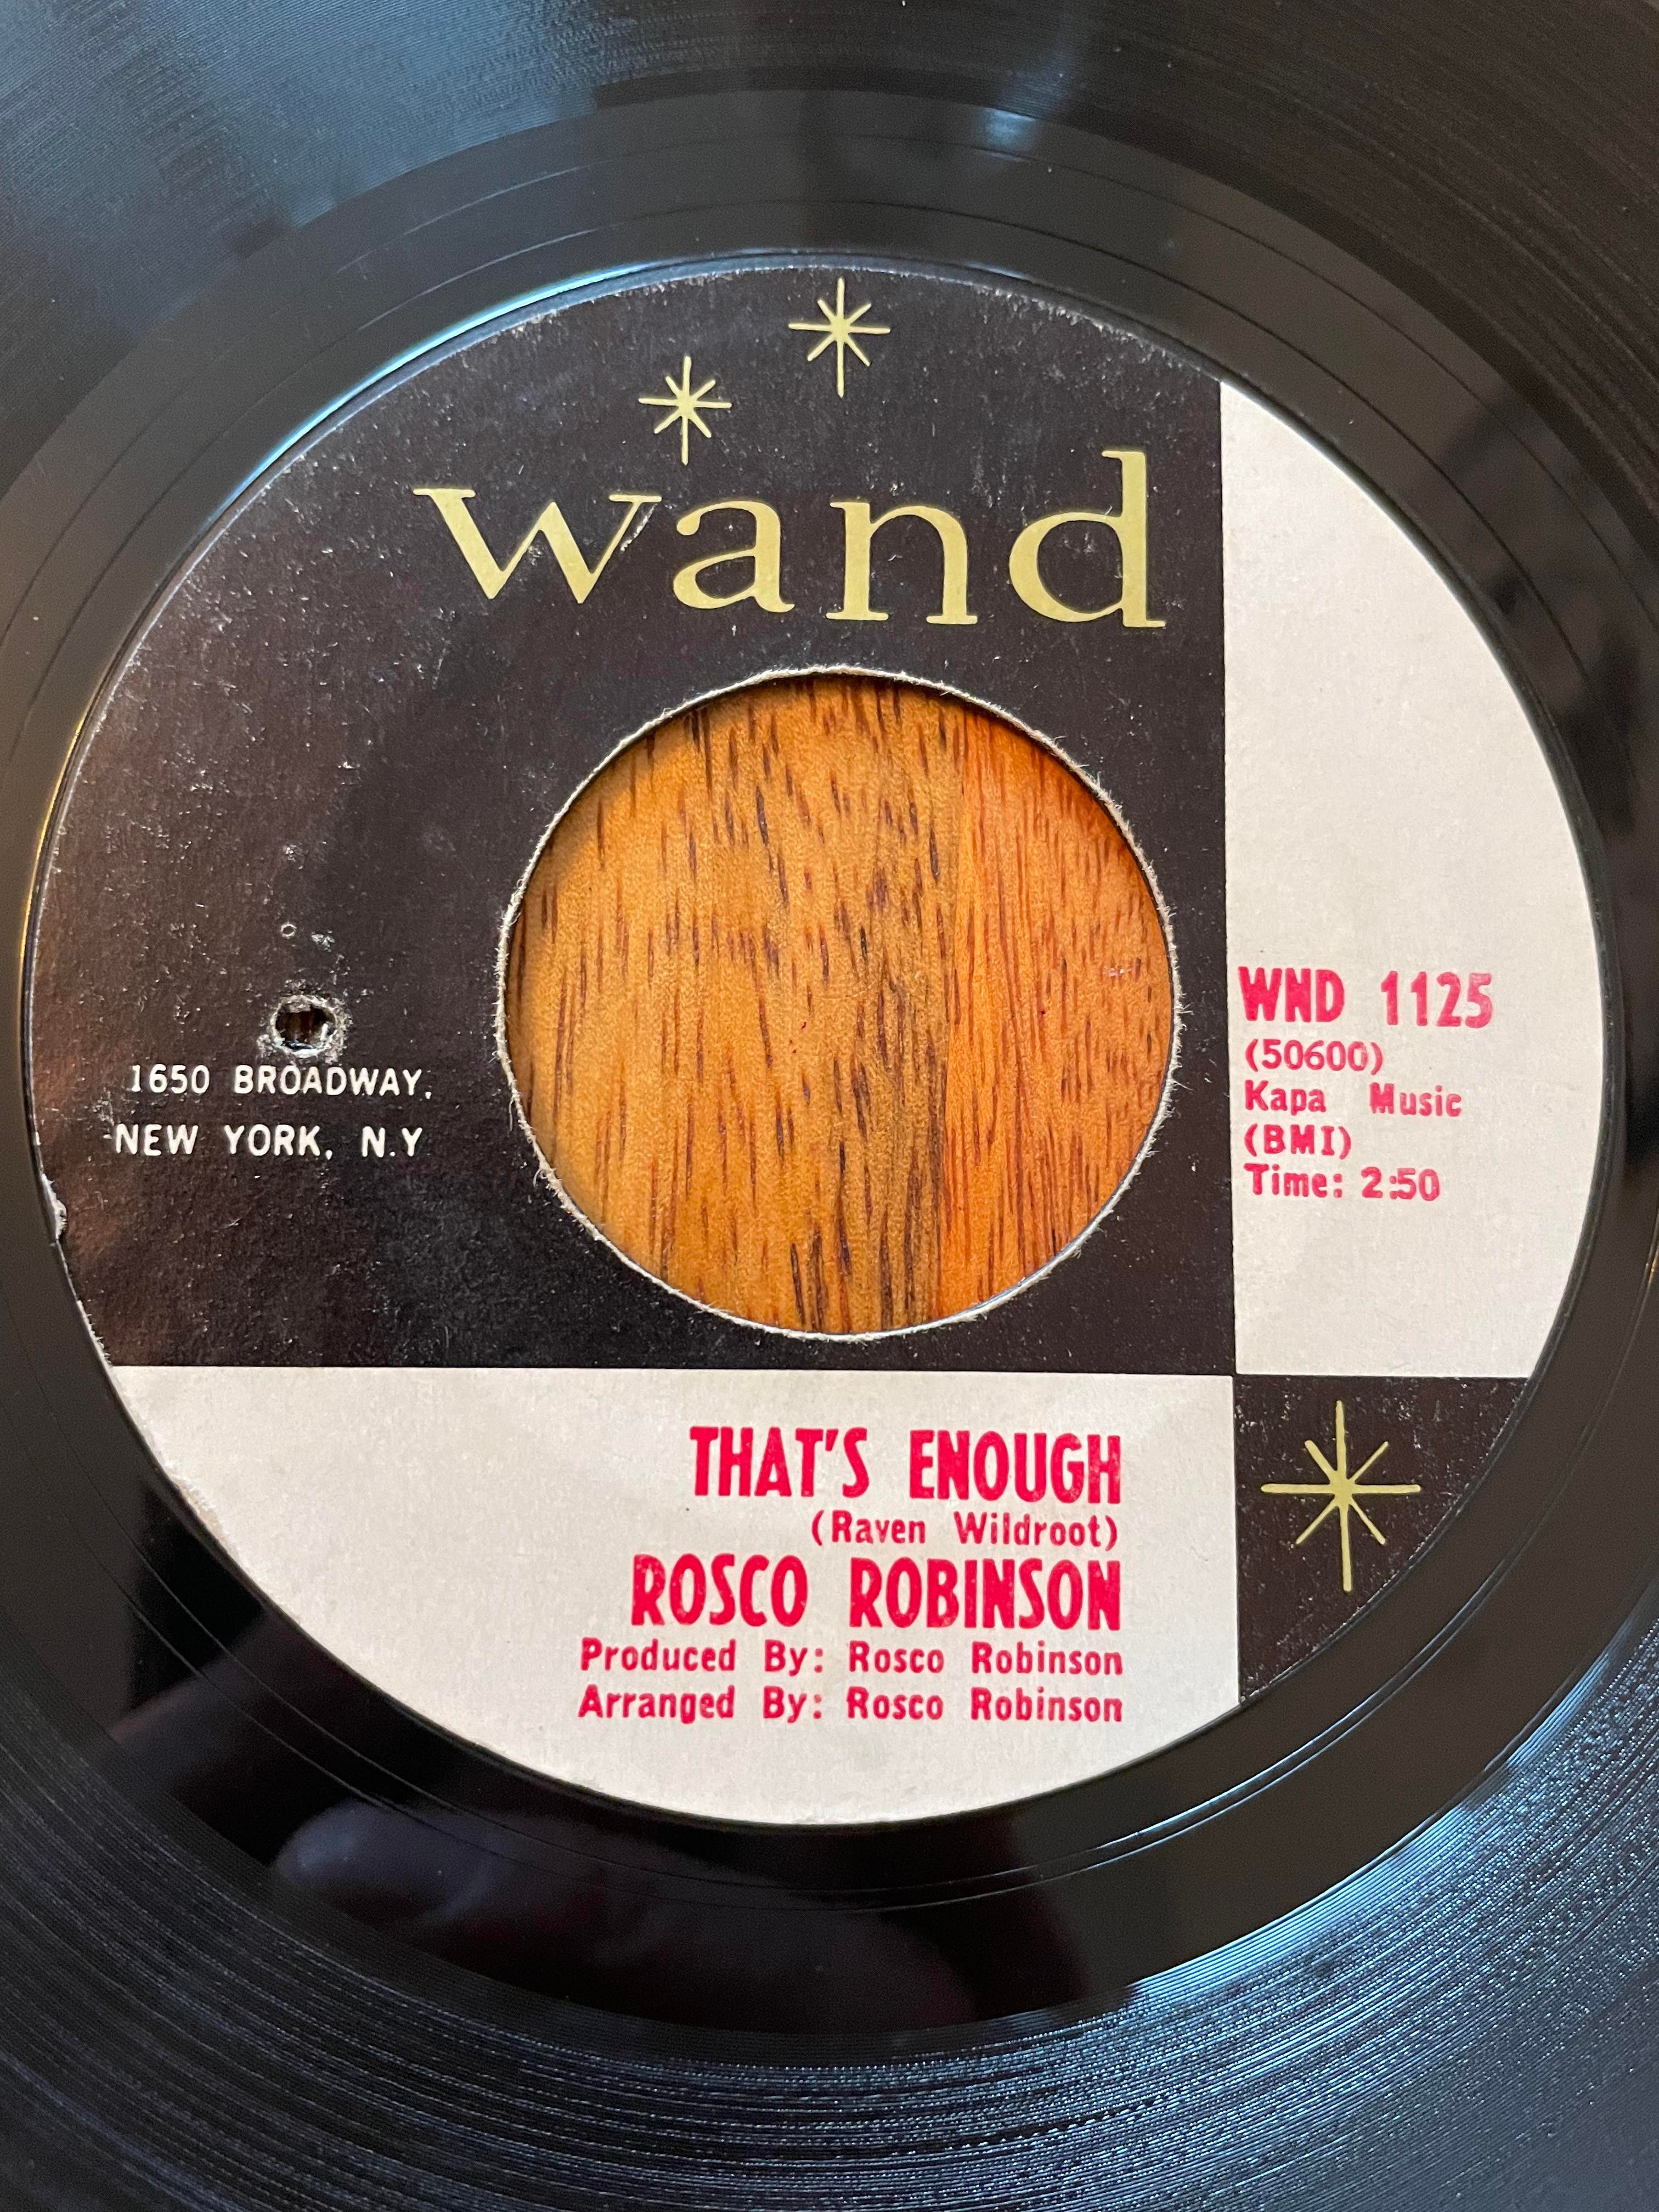 wand
1650 BROADWAY.
NEW YORK, N.Y
WND 1125
(50600)
Kapa Music
(BMI)
Time: 2:50
THAT'S ENOUGH
(Raven Wildroot)
ROSCO ROBINSON
Produced By: Rosco Robinson
Arranged By: Rosco Robinson